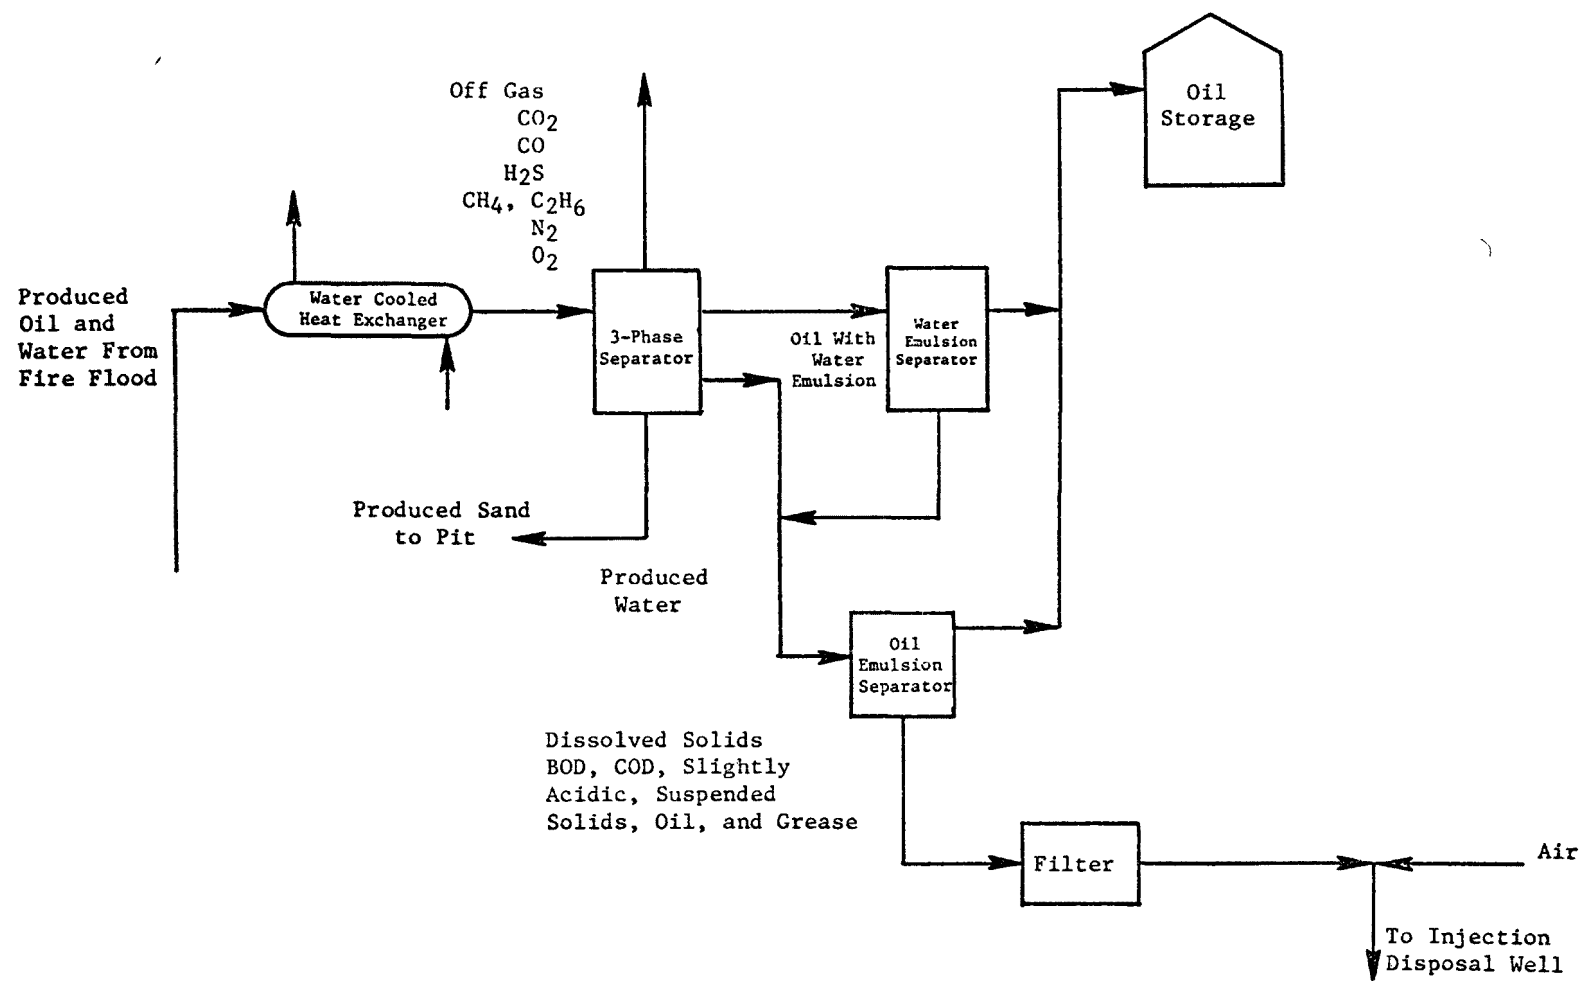 Off Gas
CO2
CO
H2S
CH4, C2H6
N2
O2
Oil
Storage
Produced
Oil and
Water From
Fire Flood
Water Cooled
Heat Exchanger
3-Phase
Separator
Oil With
Water
Emulsion
Water
Emulsion
Separator
Produced Sand
to Pit
Produced
Water
Oil
Emulsion
Separator
Dissolved Solids
BOD, COD, Slightly
Acidic, Suspended
Solids, Oil, and Grease
Filter
Air
To Injection
Disposal Well